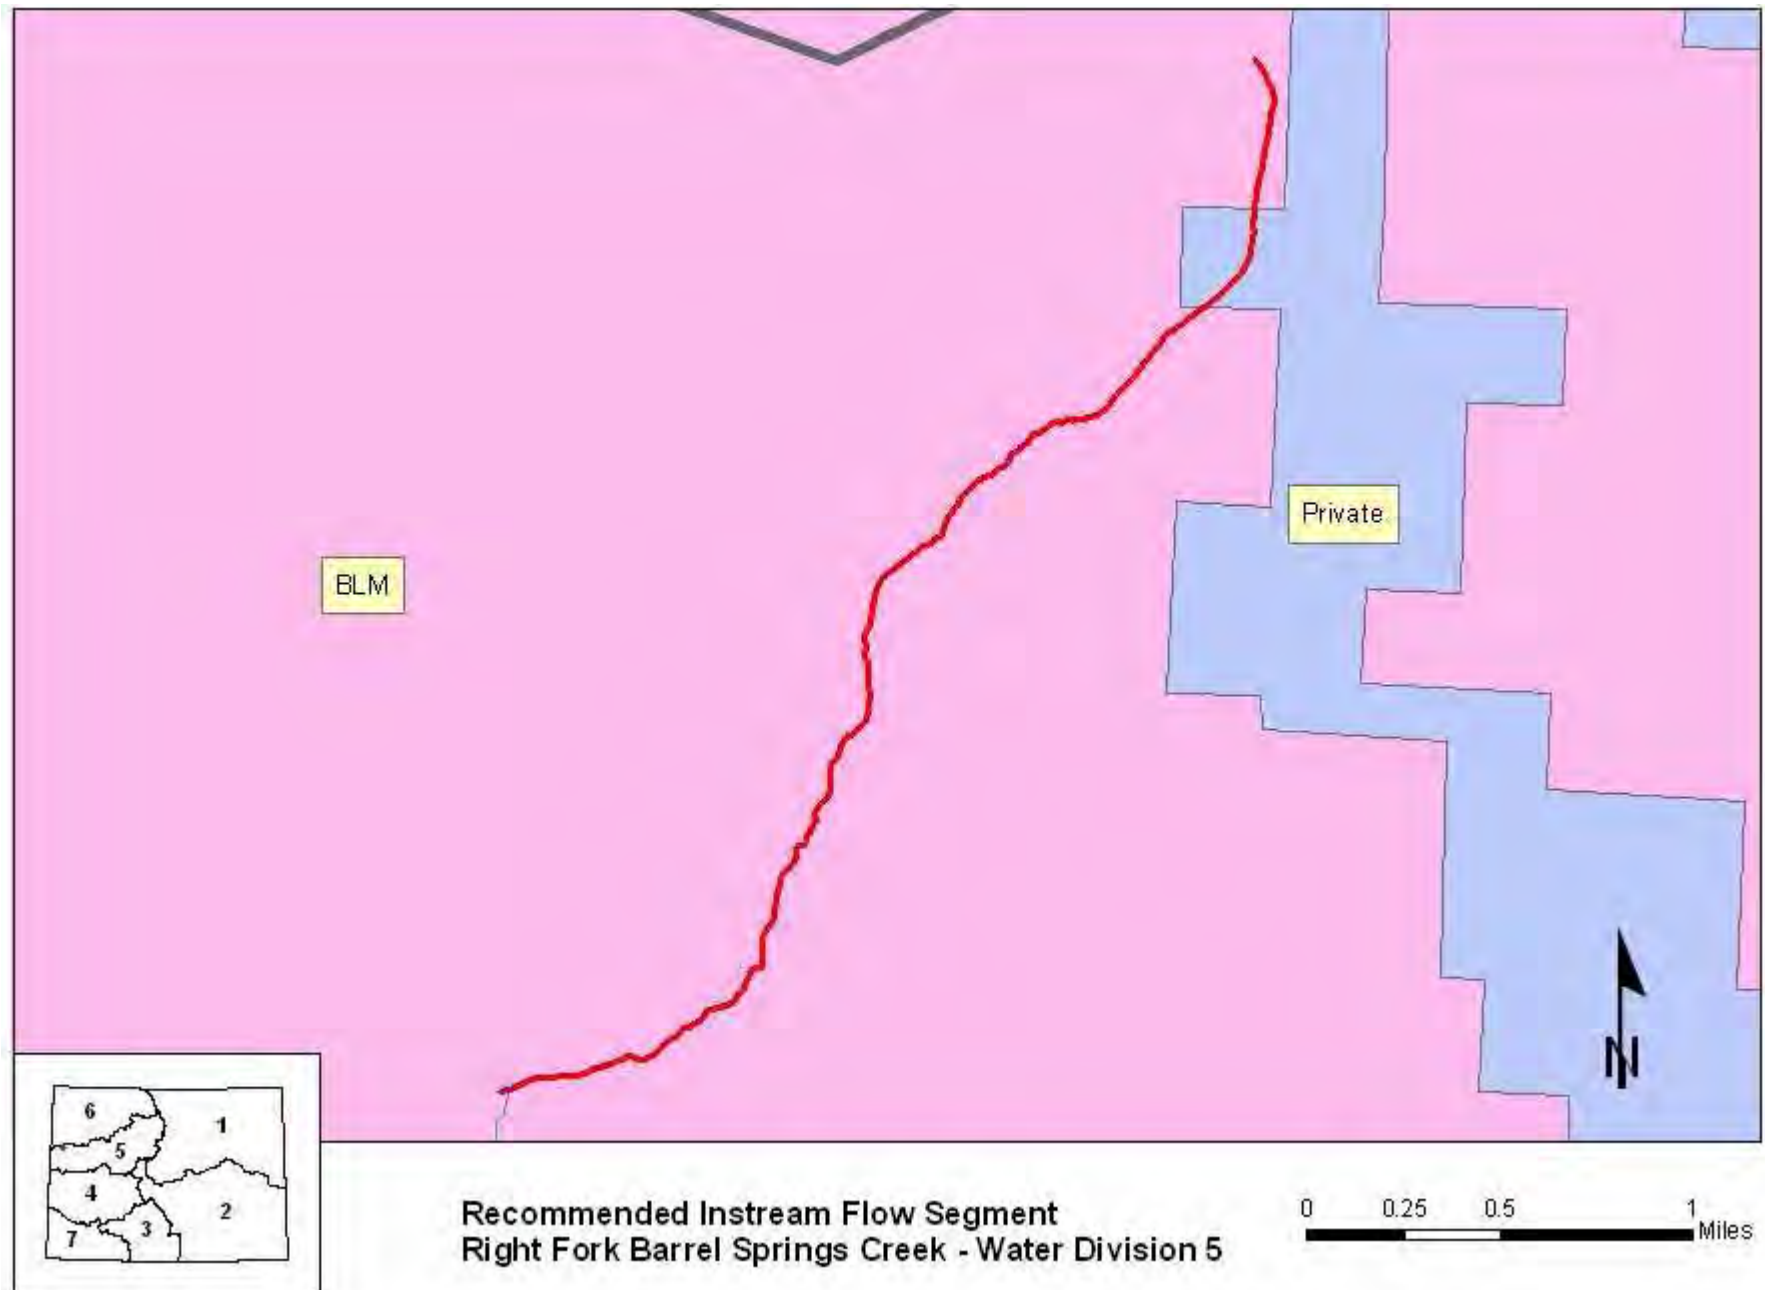 Private
BLM
N
6
1
5
4
2
3
7
Recommended Instream Flow Segment
Right Fork Barrel Springs Creek - Water Division 5
0 0.25 0.5 1
Miles